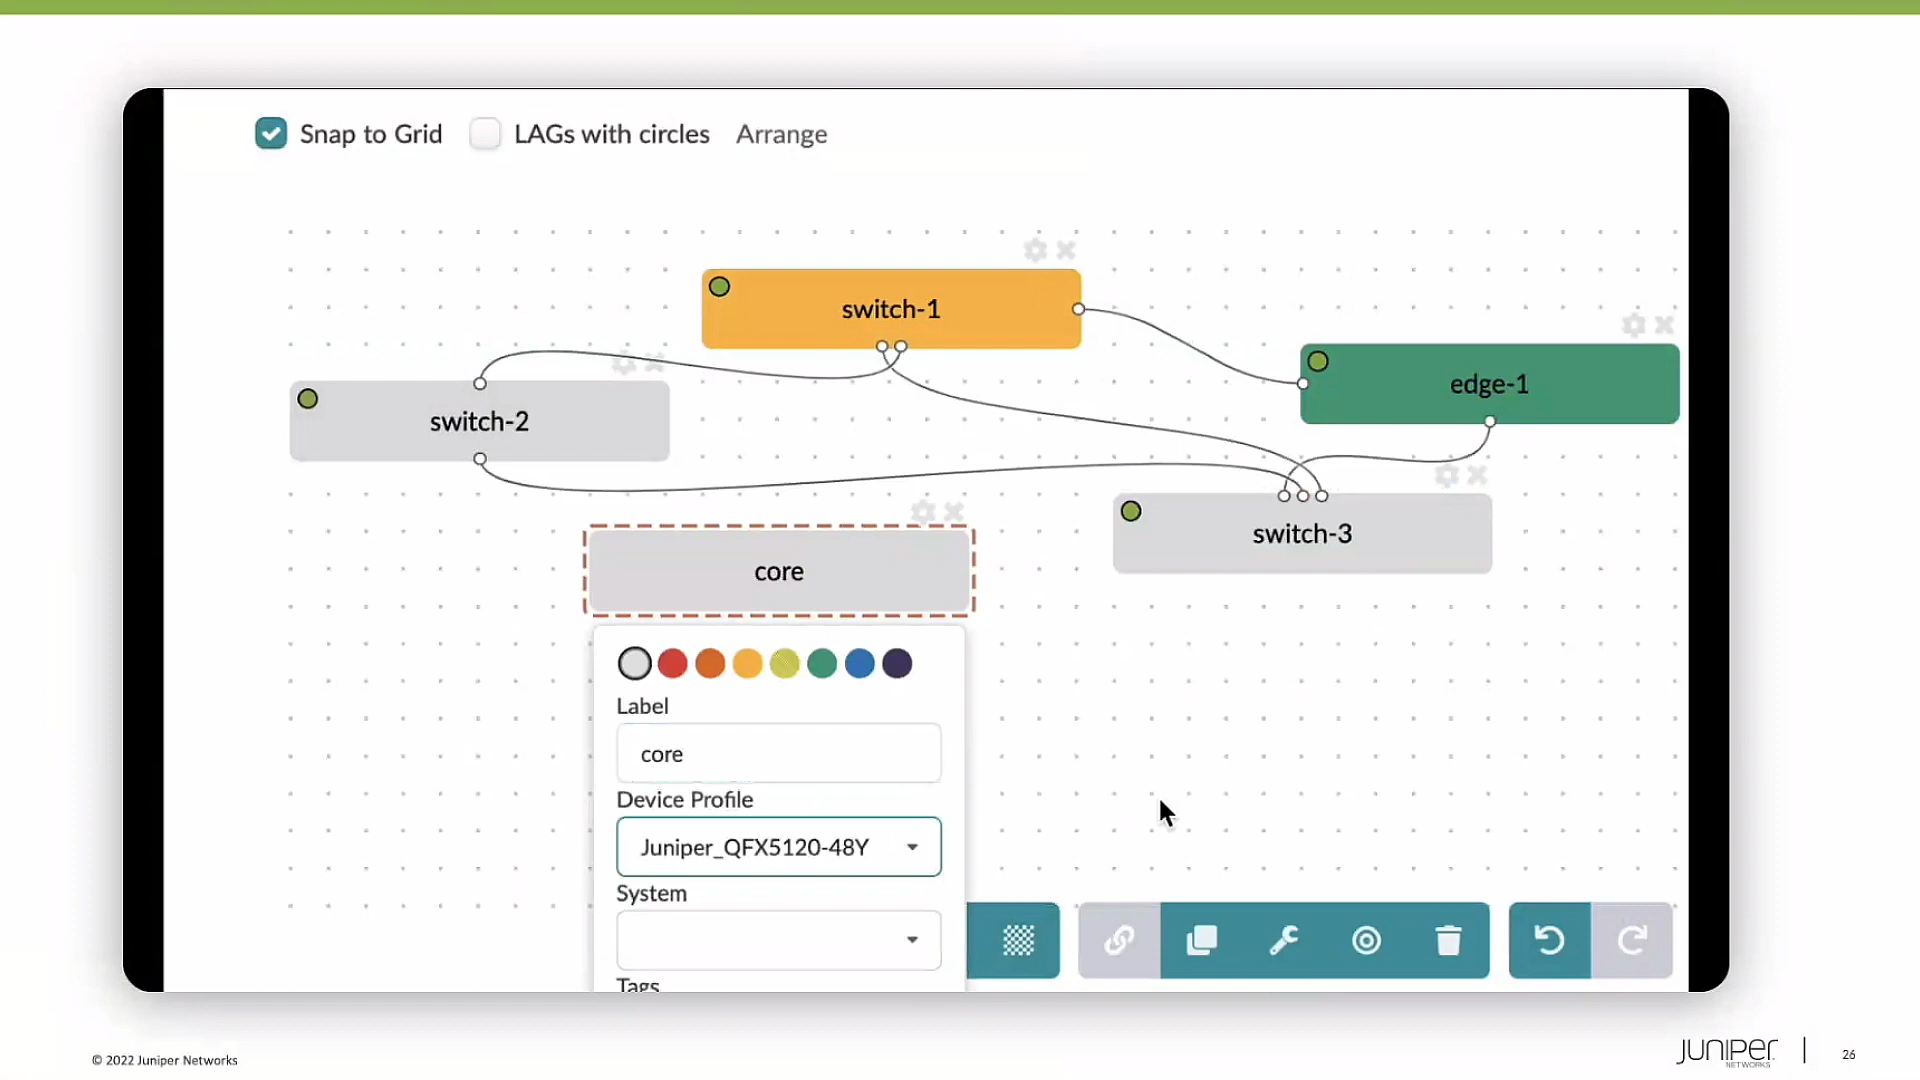 Snap to Grid LAGs with circles Arrange
switch-1
edge-1
switch-2
switch-3
core
Label
core
Device Profile
Juniper_QFX5120-48Y
System
Tags
© 2022 Juniper Networks
JUNIPER
NETWORKS
26